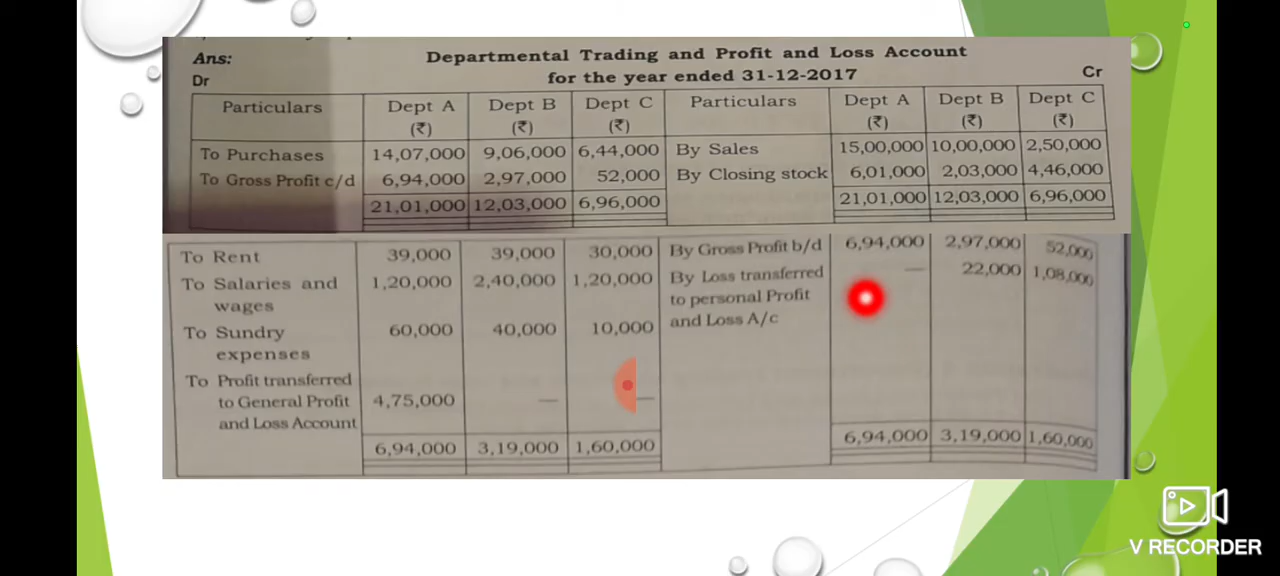 Ans:
Departmental Trading and Profit and Loss Account
for the year ended 31-12-2017
Dr
Cr
Particulars Dept A (₹) Dept B (₹) Dept C (₹) Particulars Dept A (₹) Dept B (₹) Dept C (₹)
To Purchases 14,07,000 9,06,000 6,44,000 By Sales 15,00,000 10,00,000 2,50,000
To Gross Profit c/d 6,94,000 2,97,000 52,000 By Closing stock 6,01,000 2,03,000 4,46,000
21,01,000 12,03,000 6,96,000 21,01,000 12,03,000 6,96,000
To Rent 39,000 39,000 30,000 By Gross Profit b/d 6,94,000 2,97,000 52,000
To Salaries and 1,20,000 2,40,000 1,20,000 By Loss transferred — 22,000 1,08,000
wages to personal Profit
To Sundry 60,000 40,000 10,000 and Loss A/c
expenses
To Profit transferred
to General Profit 4,75,000 — —
and Loss Account
6,94,000 3,19,000 1,60,000 6,94,000 3,19,000 1,60,000
V RECORDER